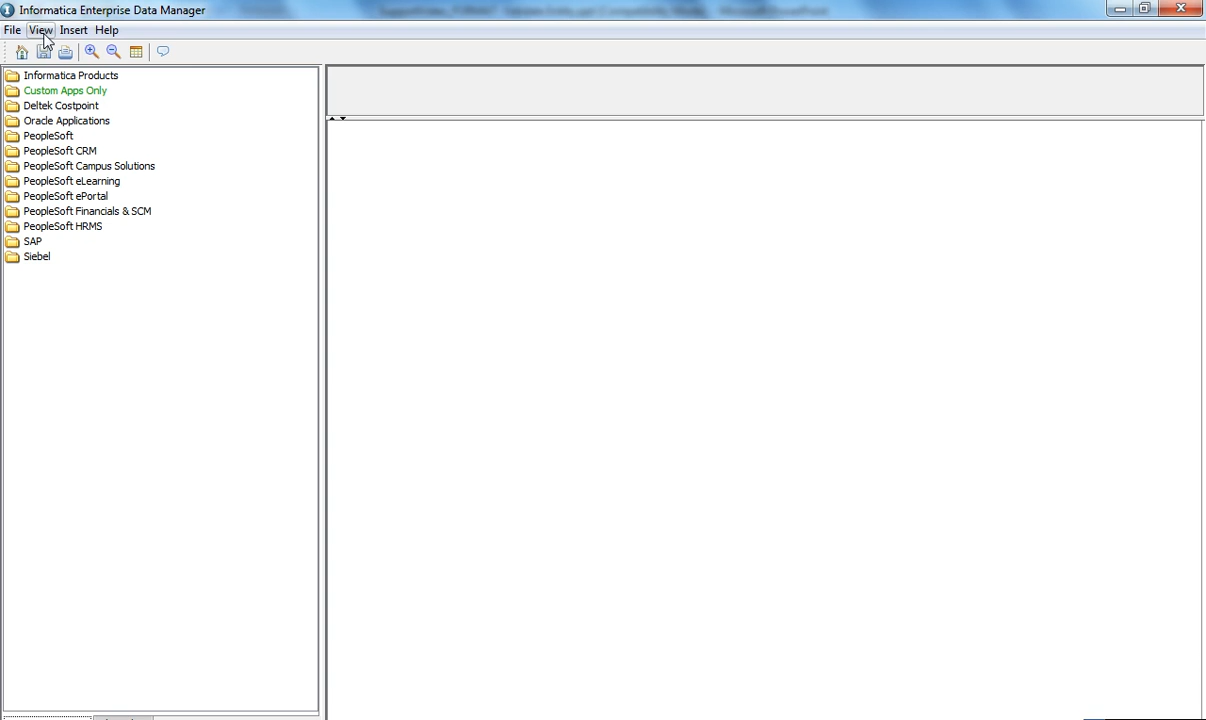 Informatica Enterprise Data Manager
File View Insert Help
Informatica Products
Custom Apps Only
Deltek Costpoint
Oracle Applications
PeopleSoft
PeopleSoft CRM
PeopleSoft Campus Solutions
PeopleSoft eLearning
PeopleSoft ePortal
PeopleSoft Financials & SCM
PeopleSoft HRMS
SAP
Siebel